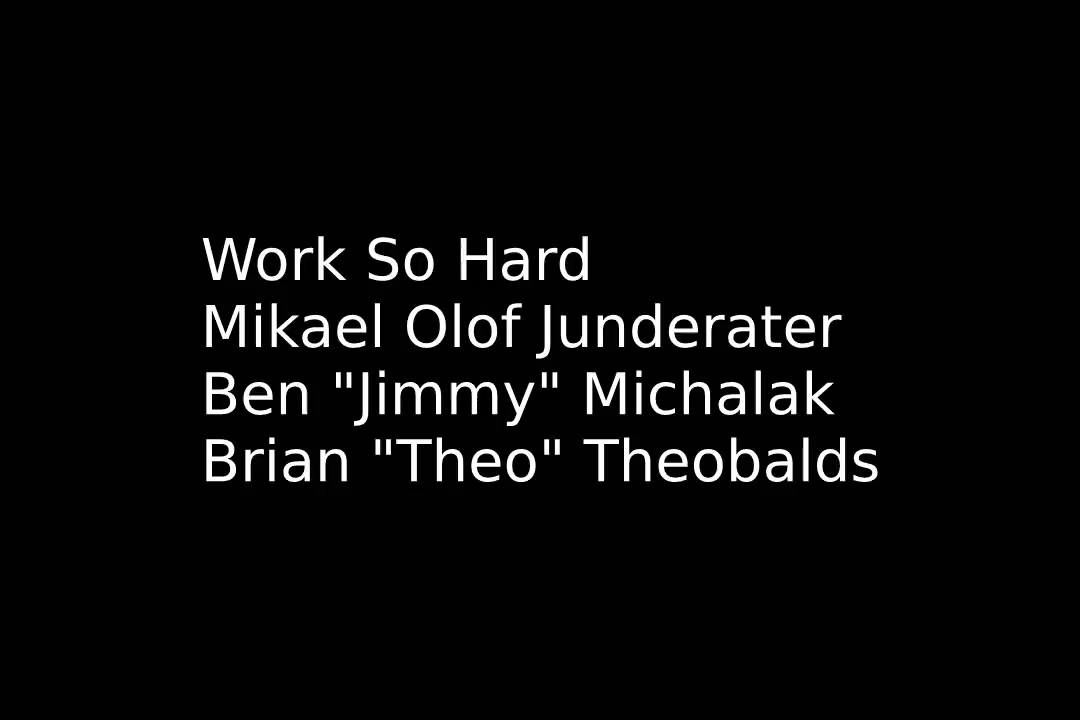 Work So Hard
Mikael Olof Junderater
Ben "Jimmy" Michalak
Brian "Theo" Theobalds